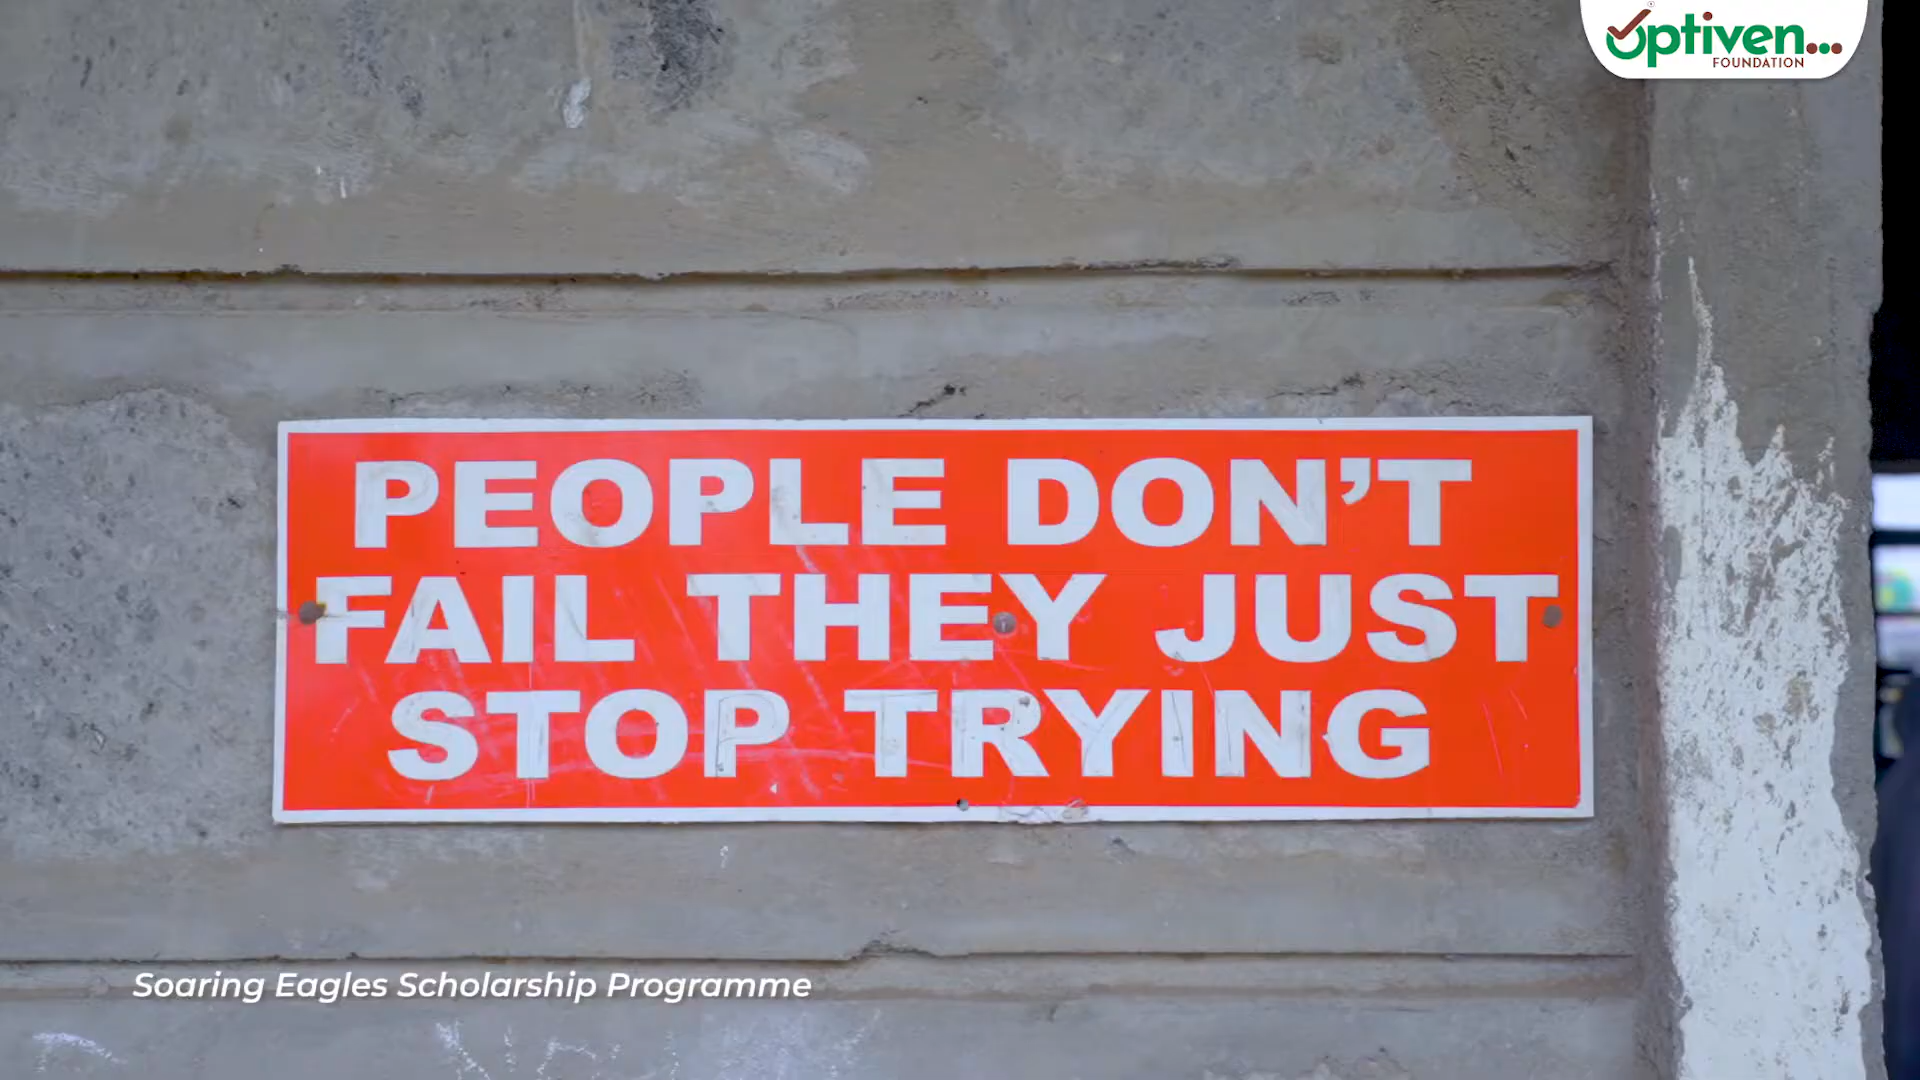 Optiven...
FOUNDATION
PEOPLE DON'T
FAIL THEY JUST
STOP TRYING
Soaring Eagles Scholarship Programme